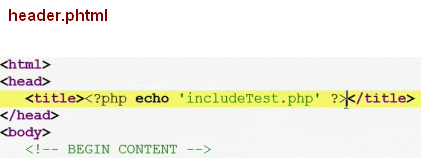 header.phtml
<html>
<head>
<title><?php echo 'includeTest.php' ?></title>
</head>
<body>
<!-- BEGIN CONTENT -->